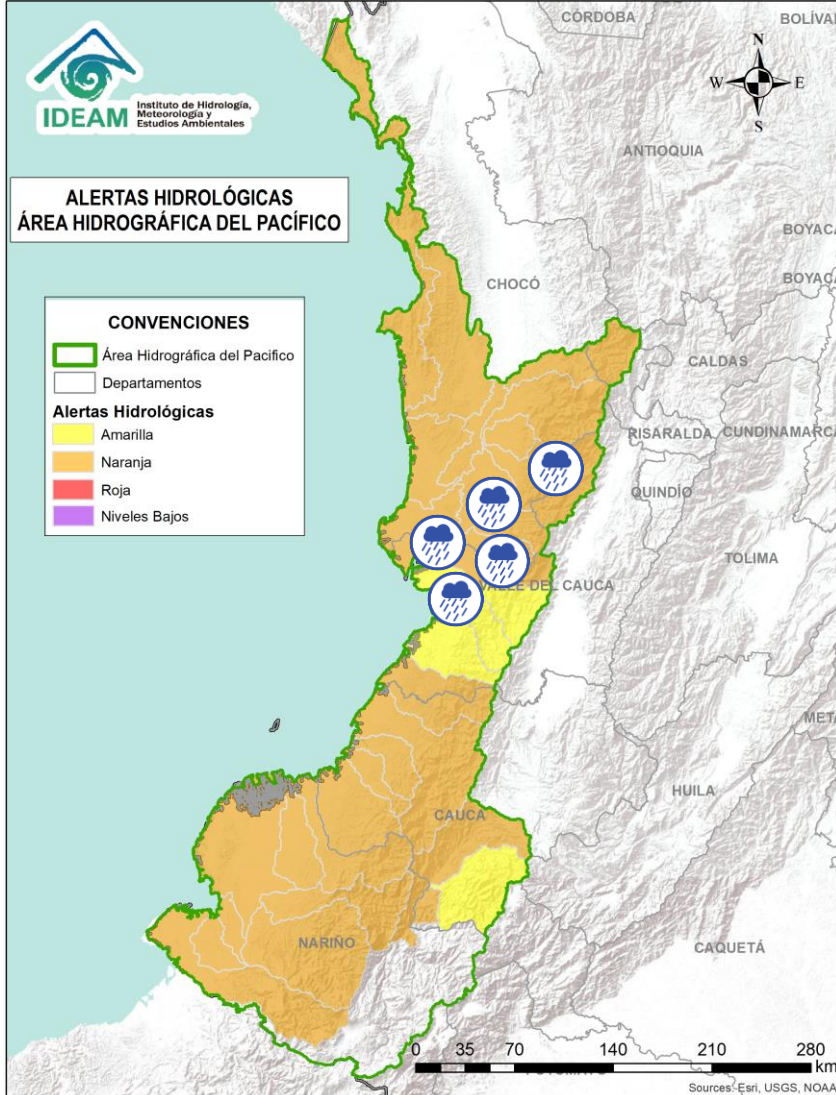 IDEAM
Instituto de Hidrología,
Meteorología y
Estudios Ambientales
ALERTAS HIDROLÓGICAS
ÁREA HIDROGRÁFICA DEL PACÍFICO
CONVENCIONES
Área Hidrográfica del Pacifico
Departamentos
Alertas Hidrológicas
Amarilla
Naranja
Roja
Niveles Bajos
CÓRDOBA
BOLÍVA
N
W E
S
ANTIOQUIA
BOYACA
BOYACA
CHOCÓ
CALDAS
RISARALDA
CUNDINAMARCA
QUINDÍO
TOLIMA
VALLE DEL CAUCA
META
HUILA
CAUCA
NARIÑO
CAQUETÁ
0 35 70 140 210 280
km
Sources: Esri, USGS, NOAA